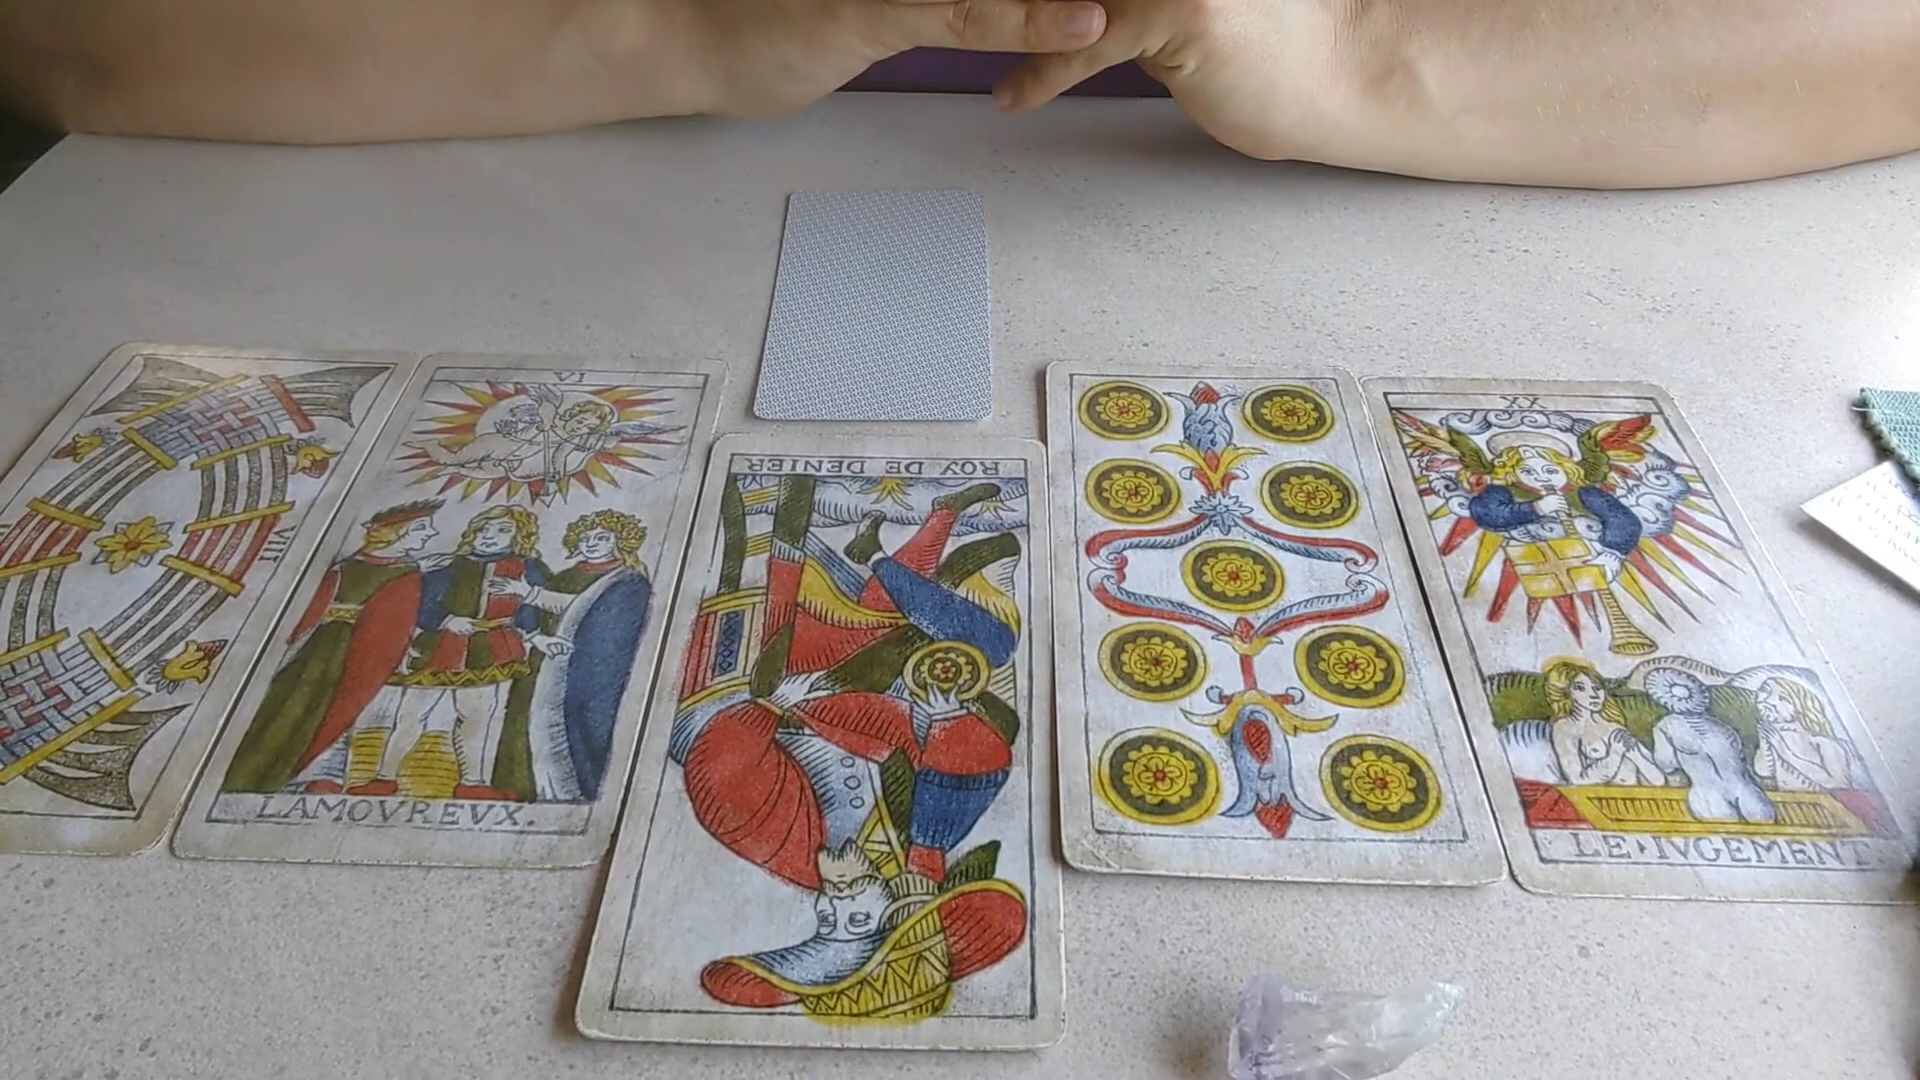 VIII
VI
LAMOVREVX.
ROY DE DENIER
XX
LE·IVGEMENT